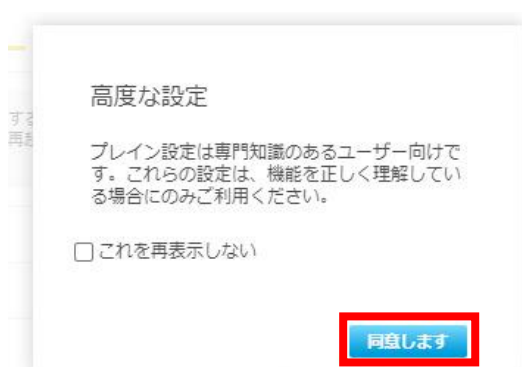 高度な設定
する
プレイン設定は専門知識のあるユーザー向けで
す。これらの設定は、機能を正しく理解してい
る場合にのみご利用ください。
これを再表示しない
同意します